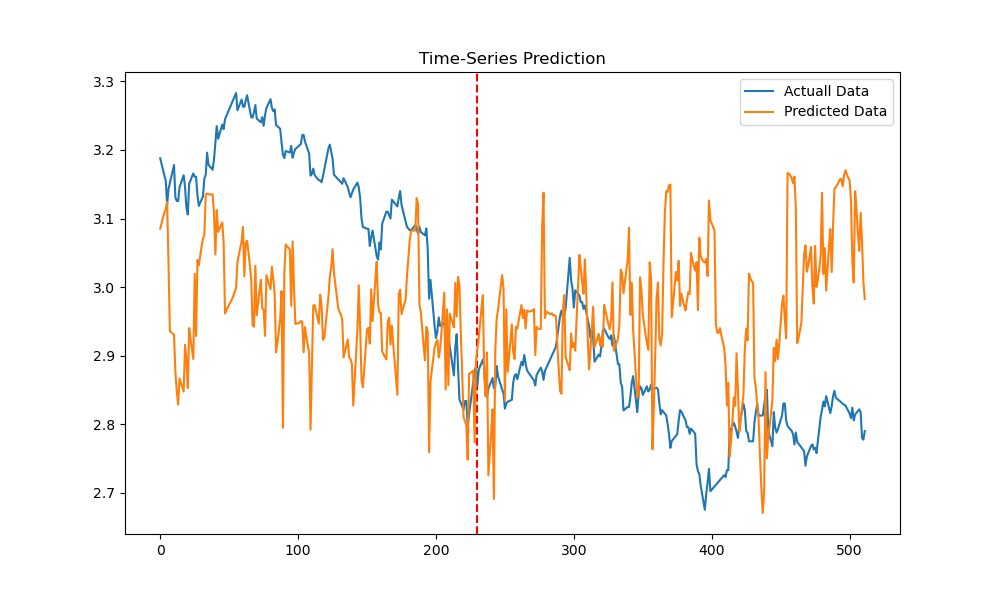 Time-Series Prediction
Actuall Data
Predicted Data
3.3
3.2
3.1
3.0
2.9
2.8
2.7
0 100 200 300 400 500